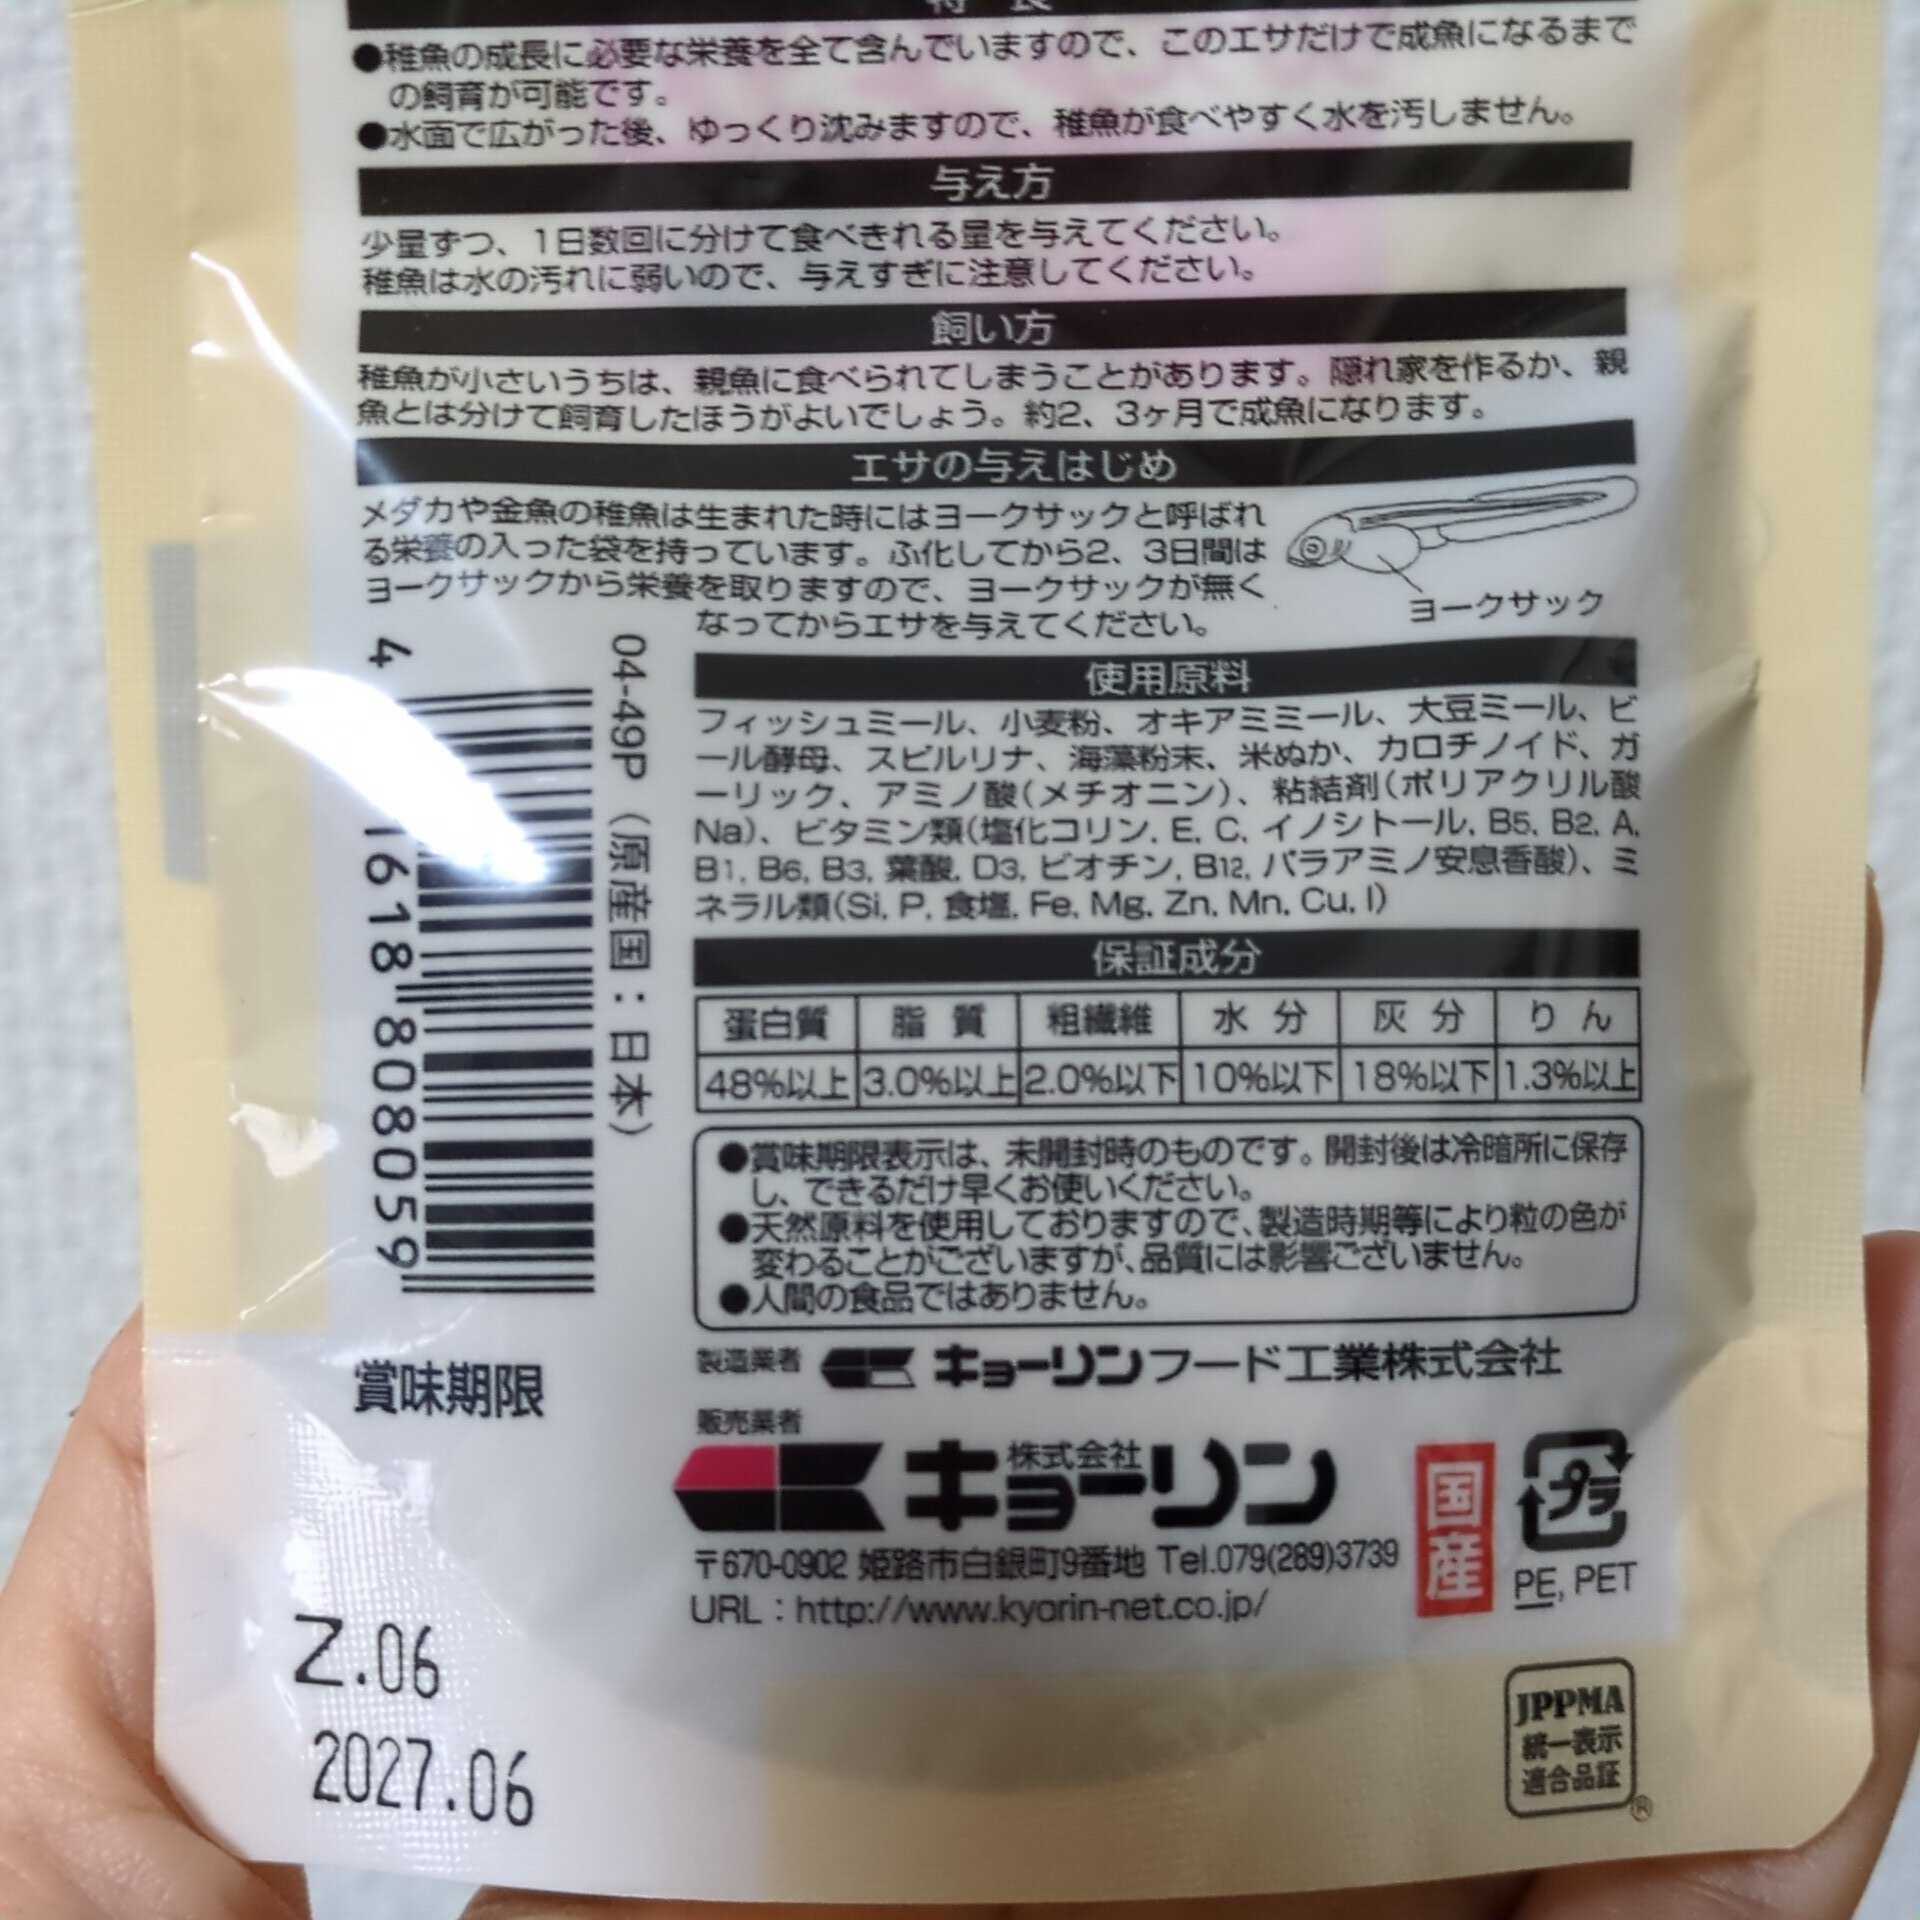 特長
●稚魚の成長に必要な栄養を全て含んでいますので、このエサだけで成魚になるまで
の飼育が可能です。
●水面で広がった後、ゆっくり沈みますので、稚魚が食べやすく水を汚しません。
与え方
少量ずつ、1日数回に分けて食べきれる量を与えてください。
稚魚は水の汚れに弱いので、与えすぎに注意してください。
飼い方
稚魚が小さいうちは、親魚に食べられてしまうことがあります。隠れ家を作るか、親
魚とは分けて飼育したほうがよいでしょう。約2、3ヶ月で成魚になります。
エサの与えはじめ
メダカや金魚の稚魚は生まれた時にはヨークサックと呼ばれ
る栄養の入った袋を持っています。ふ化してから2、3日間は
ヨークサックから栄養を取りますので、ヨークサックが無く
なってからエサを与えてください。
ヨークサック
使用原料
フィッシュミール、小麦粉、オキアミミール、大豆ミール、ビ
ール酵母、スピルリナ、海藻粉末、米ぬか、カロチノイド、ガ
ーリック、アミノ酸(メチオニン)、粘結剤(ポリアクリル酸
Na)、ビタミン類(塩化コリン, E, C, イノシトール, B5, B2, A,
B1, B6, B3, 葉酸, D3, ビオチン, B12, パラアミノ安息香酸)、ミ
ネラル類(Si, P, 食塩, Fe, Mg, Zn, Mn, Cu, I)
保証成分
蛋白質 脂質 粗繊維 水分 灰分 りん
48%以上 3.0%以上 2.0%以下 10%以下 18%以下 1.3%以上
●賞味期限表示は、未開封時のものです。開封後は冷暗所に保存
し、できるだけ早くお使いください。
●天然原料を使用しておりますので、製造時期等により粒の色が
変わることがございますが、品質には影響ございません。
●人間の食品ではありません。
04-49P (原産国:日本)
4 971618 808059
製造業者 キョーリンフード工業株式会社
販売業者
株式会社
キョーリン
〒670-0902 姫路市白銀町9番地 Tel.079(289)3739
URL:http://www.kyorin-net.co.jp/
国産
プラ
PE, PET
賞味期限
Z.06
2027.06
JPPMA
統一表示
適合品証
®